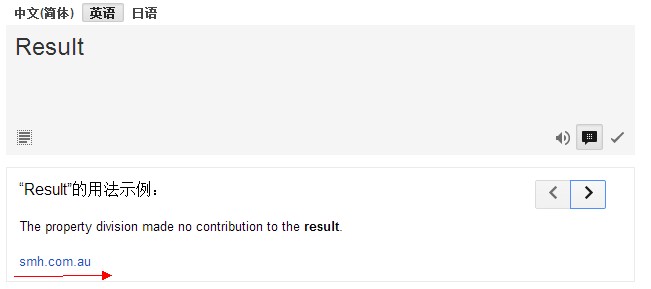 中文(简体) 英语 日语
Result
“Result”的用法示例：
The property division made no contribution to the result.
smh.com.au